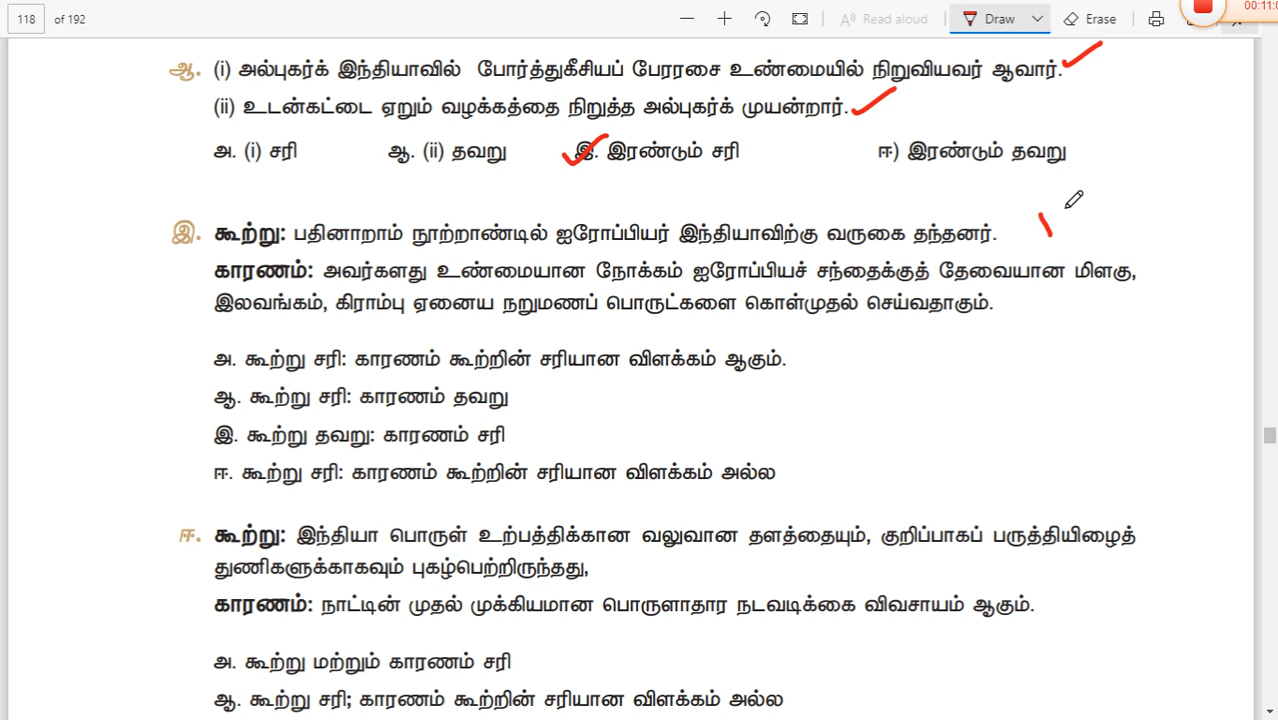 118 of 192 Read aloud Draw Erase 00:11:0
ஆ. (i) அல்புகர்க் இந்தியாவில் போர்த்துகீசியப் பேரரசை உண்மையில் நிறுவியவர் ஆவார்.
(ii) உடன்கட்டை ஏறும் வழக்கத்தை நிறுத்த அல்புகர்க் முயன்றார்.
அ. (i) சரி ஆ. (ii) தவறு இ. இரண்டும் சரி ஈ) இரண்டும் தவறு
இ. கூற்று: பதினாறாம் நூற்றாண்டில் ஐரோப்பியர் இந்தியாவிற்கு வருகை தந்தனர்.
காரணம்: அவர்களது உண்மையான நோக்கம் ஐரோப்பியச் சந்தைக்குத் தேவையான மிளகு,
இலவங்கம், கிராம்பு ஏனைய நறுமணப் பொருட்களை கொள்முதல் செய்வதாகும்.
அ. கூற்று சரி: காரணம் கூற்றின் சரியான விளக்கம் ஆகும்.
ஆ. கூற்று சரி: காரணம் தவறு
இ. கூற்று தவறு: காரணம் சரி
ஈ. கூற்று சரி: காரணம் கூற்றின் சரியான விளக்கம் அல்ல
ஈ. கூற்று: இந்தியா பொருள் உற்பத்திக்கான வலுவான தளத்தையும், குறிப்பாகப் பருத்தியிழைத்
துணிகளுக்காகவும் புகழ்பெற்றிருந்தது,
காரணம்: நாட்டின் முதல் முக்கியமான பொருளாதார நடவடிக்கை விவசாயம் ஆகும்.
அ. கூற்று மற்றும் காரணம் சரி
ஆ. கூற்று சரி; காரணம் கூற்றின் சரியான விளக்கம் அல்ல